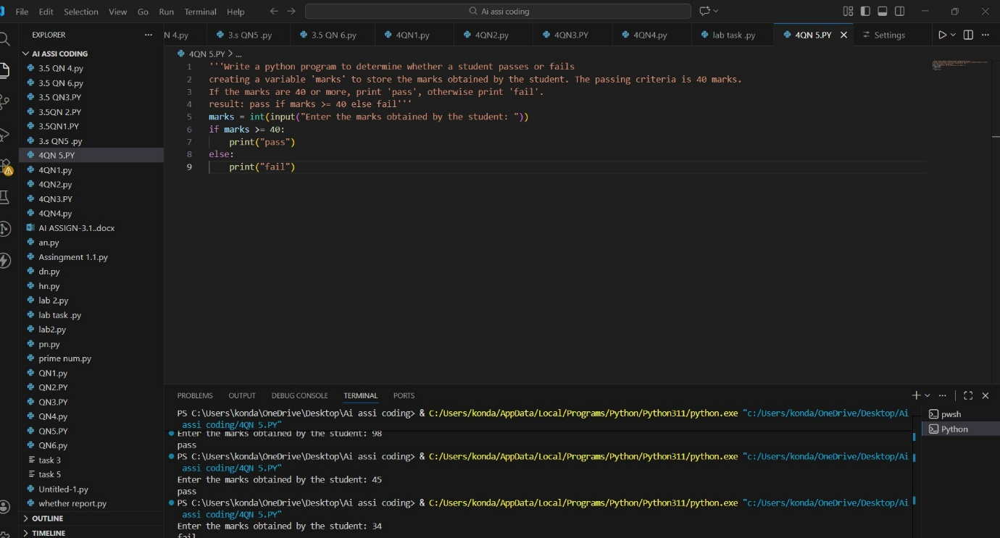 File Edit Selection View Go Run Terminal Help
Ai assi coding
EXPLORER
N 4.py
3.s QN5 .py
3.5 QN 6.py
4QN1.py
4QN2.py
4QN3.PY
4QN4.py
lab task .py
4QN 5.PY
Settings
AI ASSI CODING
3.5 QN 4.py
3.5 QN 6.py
3.5 QN3.PY
3.5QN 2.PY
3.5QN1.PY
3.s QN5 .py
4QN 5.PY
4QN1.py
4QN2.py
4QN3.PY
4QN4.py
AI ASSIGN-3.1..docx
an.py
Assingment 1.1.py
dn.py
hn.py
lab 2.py
lab task .py
lab2.py
pn.py
prime num.py
QN1.py
QN2.PY
QN3.PY
QN4.py
QN5.PY
QN6.py
task 3
task 5
Untitled-1.py
whether report.py
OUTLINE
TIMELINE
4QN 5.PY > ...
1 '''Write a python program to determine whether a student passes or fails
2 creating a variable 'marks' to store the marks obtained by the student. The passing criteria is 40 marks.
3 If the marks are 40 or more, print 'pass', otherwise print 'fail'.
4 result: pass if marks >= 40 else fail'''
5 marks = int(input("Enter the marks obtained by the student: "))
6 if marks >= 40:
7 print("pass")
8 else:
9 print("fail")
PROBLEMS OUTPUT DEBUG CONSOLE TERMINAL PORTS
PS C:\Users\konda\OneDrive\Desktop\Ai assi coding> & C:/Users/konda/AppData/Local/Programs/Python/Python311/python.exe "c:/Users/konda/OneDrive/Desktop/Ai
assi coding/4QN 5.PY"
Enter the marks obtained by the student: 98
pass
PS C:\Users\konda\OneDrive\Desktop\Ai assi coding> & C:/Users/konda/AppData/Local/Programs/Python/Python311/python.exe "c:/Users/konda/OneDrive/Desktop/Ai
assi coding/4QN 5.PY"
Enter the marks obtained by the student: 45
pass
PS C:\Users\konda\OneDrive\Desktop\Ai assi coding> & C:/Users/konda/AppData/Local/Programs/Python/Python311/python.exe "c:/Users/konda/OneDrive/Desktop/Ai
assi coding/4QN 5.PY"
Enter the marks obtained by the student: 34
fail
pwsh
Python